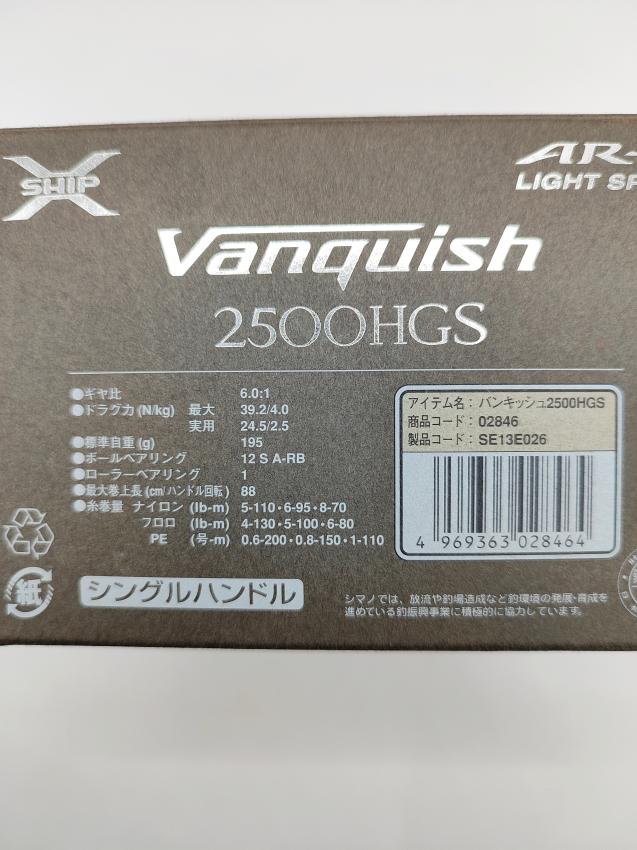 X
SHIP
AR-
LIGHT SP
Vanquish
2500HGS
●ギヤ比 6.0:1
●ドラグ力(N/kg) 最大 39.2/4.0
実用 24.5/2.5
●標準自重(g) 195
●ボールベアリング 12 S A-RB
●ローラーベアリング 1
●最大巻上長(cm/ハンドル1回転) 88
●糸巻量 ナイロン (lb-m) 5-110・6-95・8-70
フロロ (lb-m) 4-130・5-100・6-80
PE (号-m) 0.6-200・0.8-150・1-110
アイテム名: バンキッシュ2500HGS
商品コード: 02846
製品コード: SE13E026
4 969363 028464
紙
シングルハンドル
シマノでは、放流や釣場造成など釣環境の発展・育成を
進めている釣振興事業に積極的に協力しています。